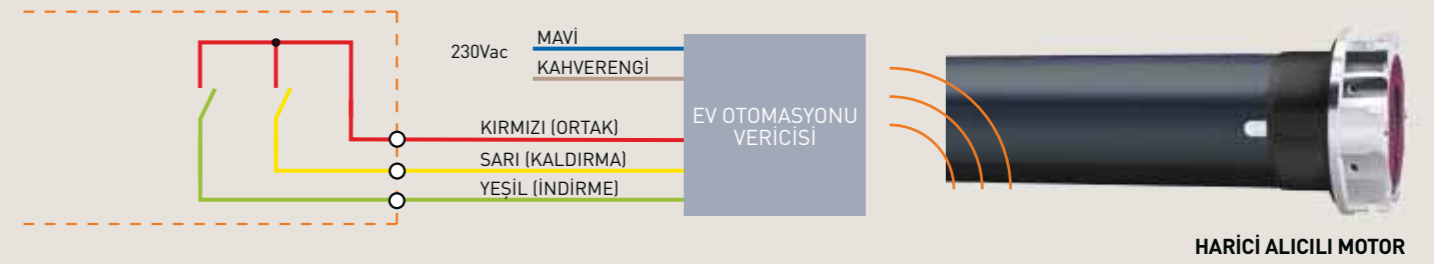 230Vac
MAVİ
KAHVERENGİ
KIRMIZI (ORTAK)
SARI (KALDIRMA)
YEŞİL (İNDİRME)
EV OTOMASYONU
VERİCİSİ
HARİCİ ALICILI MOTOR